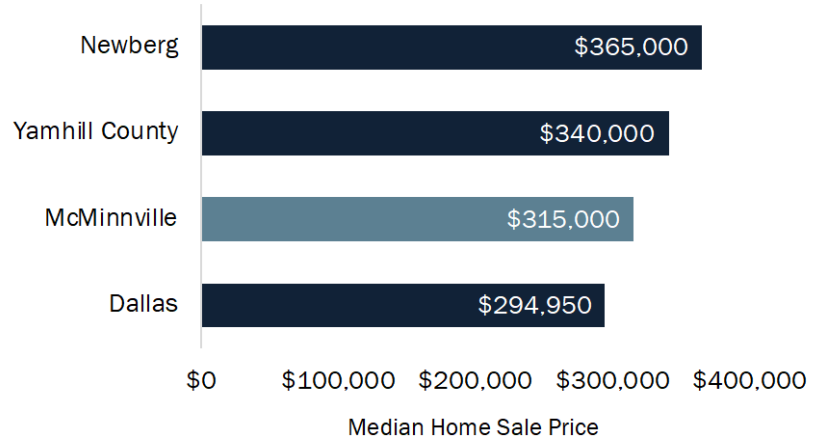 Newberg $365,000
Yamhill County $340,000
McMinnville $315,000
Dallas $294,950
$0 $100,000 $200,000 $300,000 $400,000
Median Home Sale Price